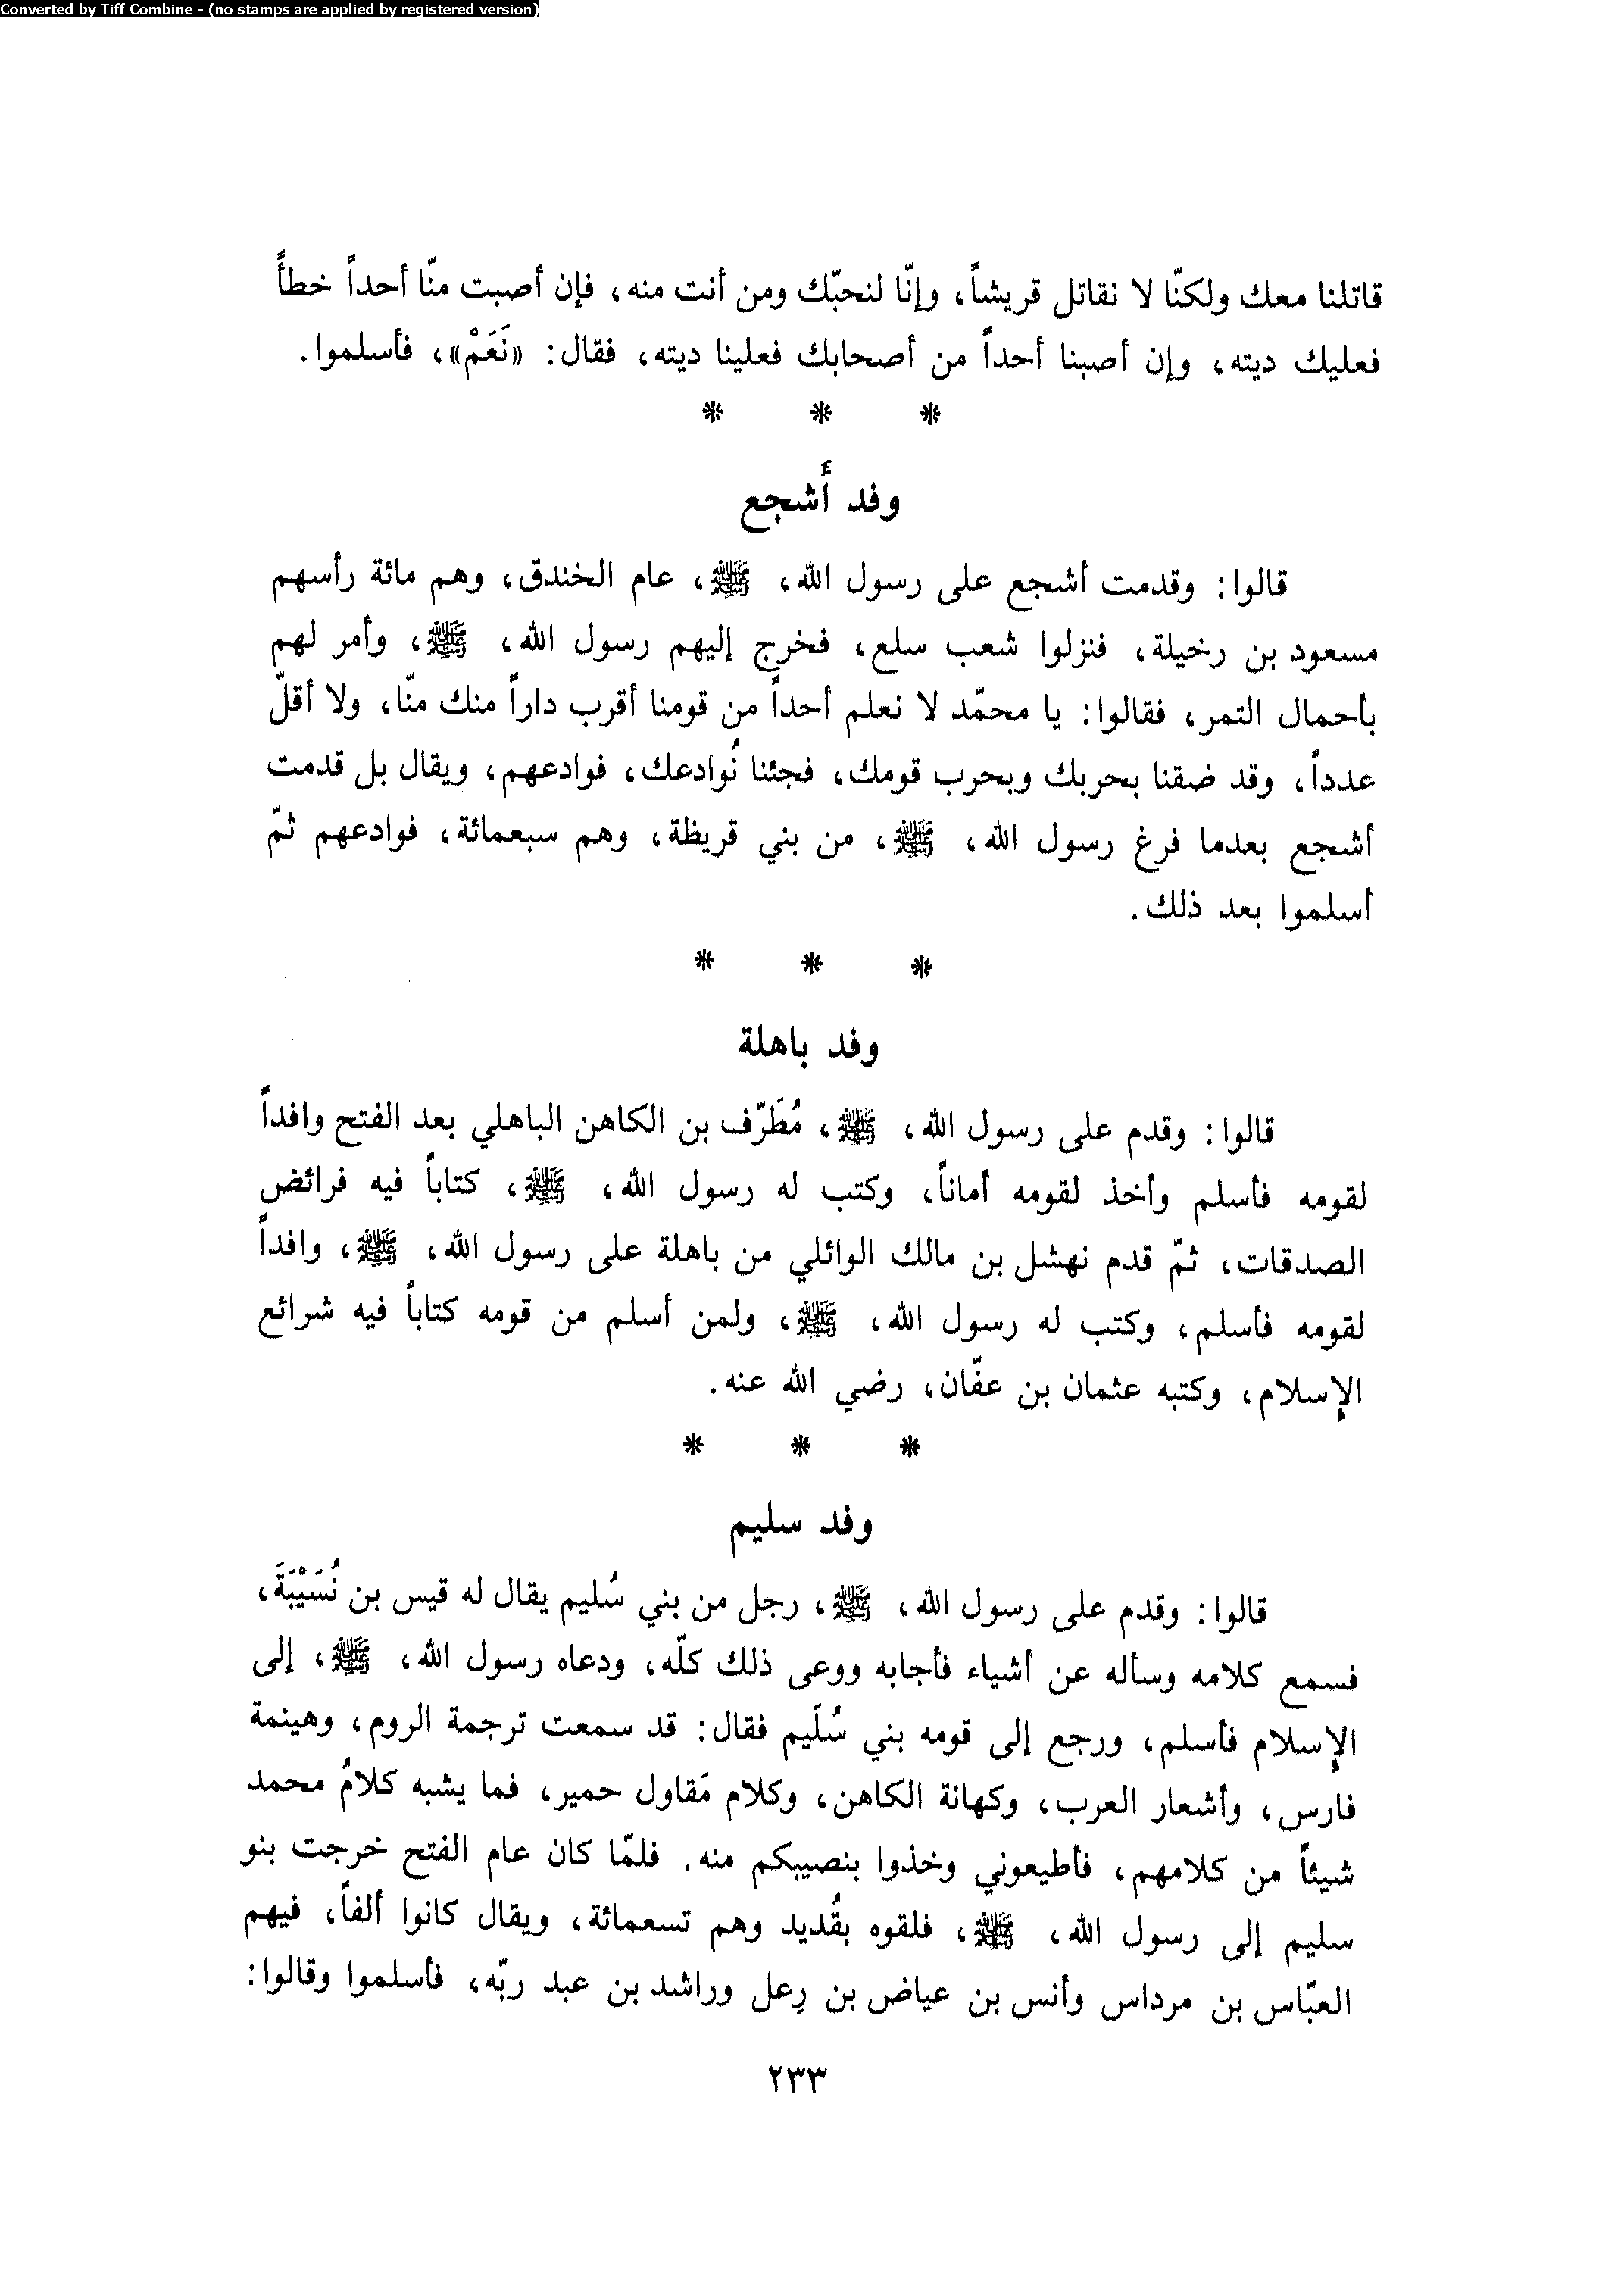 Converted by Tiff Combine - (no stamps are applied by registered version)
قاتلنا معك ولكنّا لا نقاتل قريشاً، وإنّا لنحبّك ومن أنت منه، فإن أصبت منّا أحداً خطأً
فعليك ديته، وإن أصبنا أحداً من أصحابك فعلينا ديته، فقال: «نَعَمْ»، فأسلموا.
* * *
وفد أَشجع
قالوا: وقدمت أشجع على رسول الله، ﷺ، عام الخندق، وهم مائة رأسهم
مسعود بن رخيلة، فنزلوا شعب سلع، فخرج إليهم رسول الله، ﷺ، وأمر لهم
بأحمال التمر، فقالوا: يا محمّد لا نعلم أحداً من قومنا أقرب داراً منك منّا، ولا أقلّ
عدداً، وقد ضقنا بحربك وبحرب قومك، فجئنا نُوادعك، فوادعهم، ويقال بل قدمت
أشجع بعدما فرغ رسول الله، ﷺ، من بني قريظة، وهم سبعمائة، فوادعهم ثمّ
أسلموا بعد ذلك.
* * *
وفد باهلة
قالوا: وقدم على رسول الله، ﷺ، مُطَرّف بن الكاهن الباهلي بعد الفتح وافداً
لقومه فأسلم وأخذ لقومه أماناً، وكتب له رسول الله، ﷺ، كتاباً فيه فرائض
الصدقات، ثمّ قدم نهشل بن مالك الوائلي من باهلة على رسول الله، ﷺ، وافداً
لقومه فأسلم، وكتب له رسول الله، ﷺ، ولمن أسلم من قومه كتاباً فيه شرائع
الإسلام، وكتبه عثمان بن عفّان، رضي الله عنه.
* * *
وفد سليم
قالوا: وقدم على رسول الله، ﷺ، رجل من بني سُليم يقال له قيس بن نُسَيْبَةَ،
فسمع كلامه وسأله عن أشياء فأجابه ووعى ذلك كلّه، ودعاه رسول الله، ﷺ، إلى
الإسلام فأسلم، ورجع إلى قومه بني سُلَيم فقال: قد سمعت ترجمة الروم، وهينمة
فارس، وأشعار العرب، وكهانة الكاهن، وكلام مَقاول حمير، فما يشبه كلامُ محمد
شيئاً من كلامهم، فأطيعوني وخذوا بنصيبكم منه. فلمّا كان عام الفتح خرجت بنو
سليم إلى رسول الله، ﷺ، فلقوه بقُديد وهم تسعمائة، ويقال كانوا ألفاً، فيهم
العبّاس بن مرداس وأنس بن عياض بن رِعل وراشد بن عبد ربّه، فأسلموا وقالوا:
٢٣٣